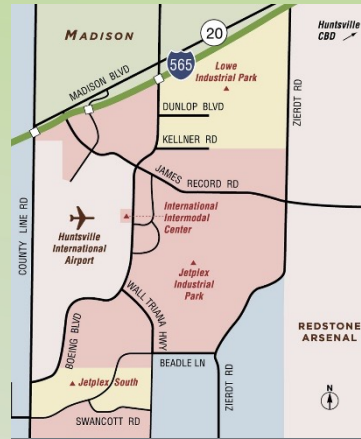 MADISON
20
Huntsville
CBD
565
Lowe
Industrial Park
MADISON BLVD
ZIERDT RD
DUNLOP BLVD
KELLNER RD
JAMES RECORD RD
COUNTY LINE RD
International
Intermodal
Center
Huntsville
International
Airport
Jetplex
Industrial
Park
WALL TRIANA HWY
BOEING BLVD
REDSTONE
ARSENAL
BEADLE LN
ZIERDT RD
Jetplex South
N
SWANCOTT RD